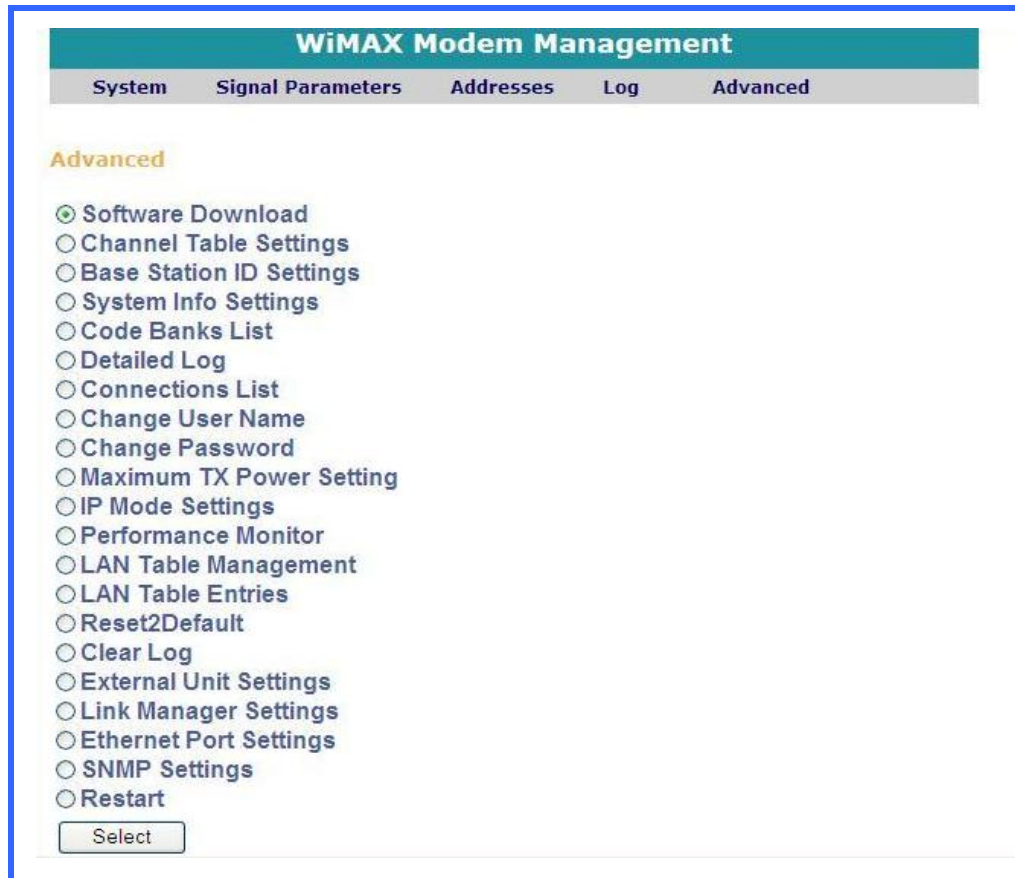 WiMAX Modem Management
System Signal Parameters Addresses Log Advanced
Advanced
Software Download
Channel Table Settings
Base Station ID Settings
System Info Settings
Code Banks List
Detailed Log
Connections List
Change User Name
Change Password
Maximum TX Power Setting
IP Mode Settings
Performance Monitor
LAN Table Management
LAN Table Entries
Reset2Default
Clear Log
External Unit Settings
Link Manager Settings
Ethernet Port Settings
SNMP Settings
Restart
Select